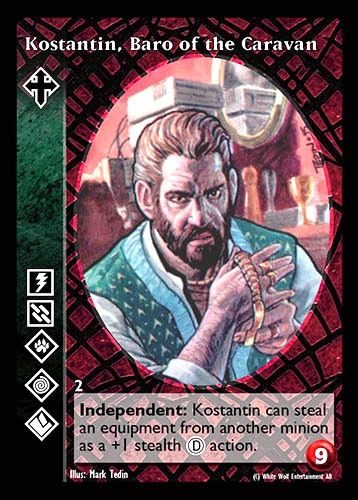 Kostantin, Baro of the Caravan
2
Independent: Kostantin can steal
an equipment from another minion
as a +1 stealth Ⓓ action.
9
Illus: Mark Tedin
(C) White Wolf Entertainment AB